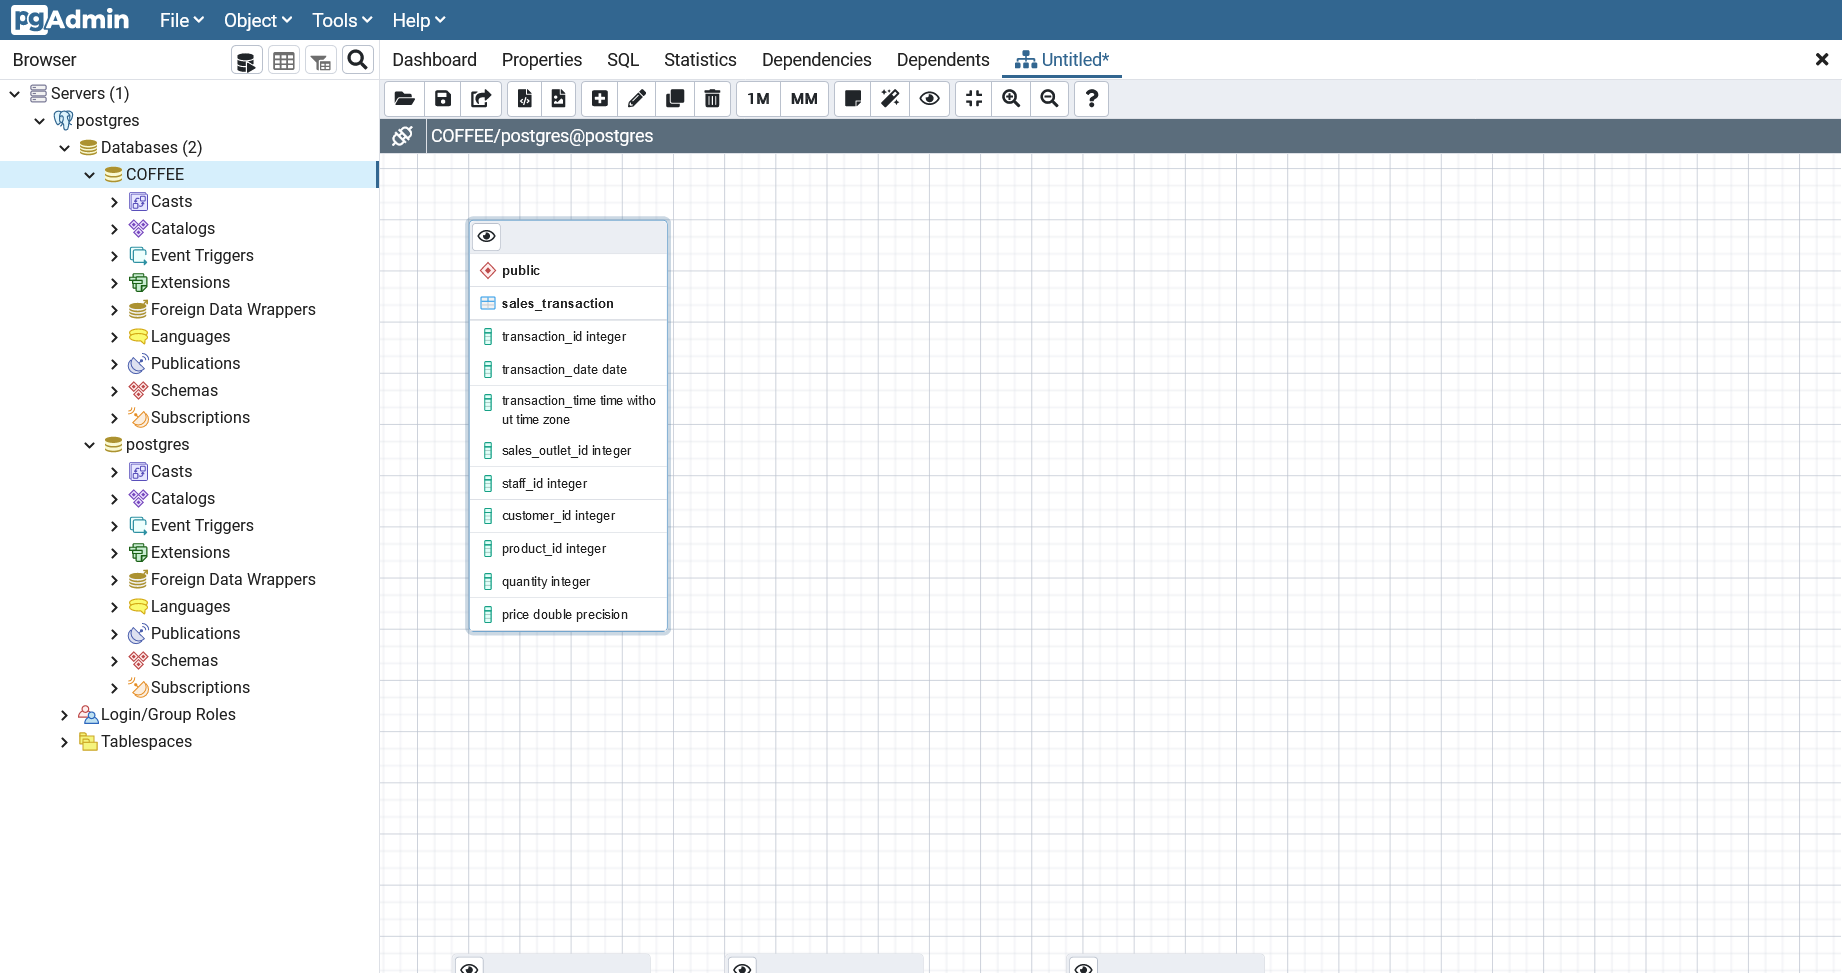 pgAdmin File Object Tools Help
Browser
Dashboard Properties SQL Statistics Dependencies Dependents Untitled*
1M MM ?
COFFEE/postgres@postgres
Servers (1)
postgres
Databases (2)
COFFEE
Casts
Catalogs
Event Triggers
Extensions
Foreign Data Wrappers
Languages
Publications
Schemas
Subscriptions
postgres
Casts
Catalogs
Event Triggers
Extensions
Foreign Data Wrappers
Languages
Publications
Schemas
Subscriptions
Login/Group Roles
Tablespaces
public
sales_transaction
transaction_id integer
transaction_date date
transaction_time time witho
ut time zone
sales_outlet_id integer
staff_id integer
customer_id integer
product_id integer
quantity integer
price double precision